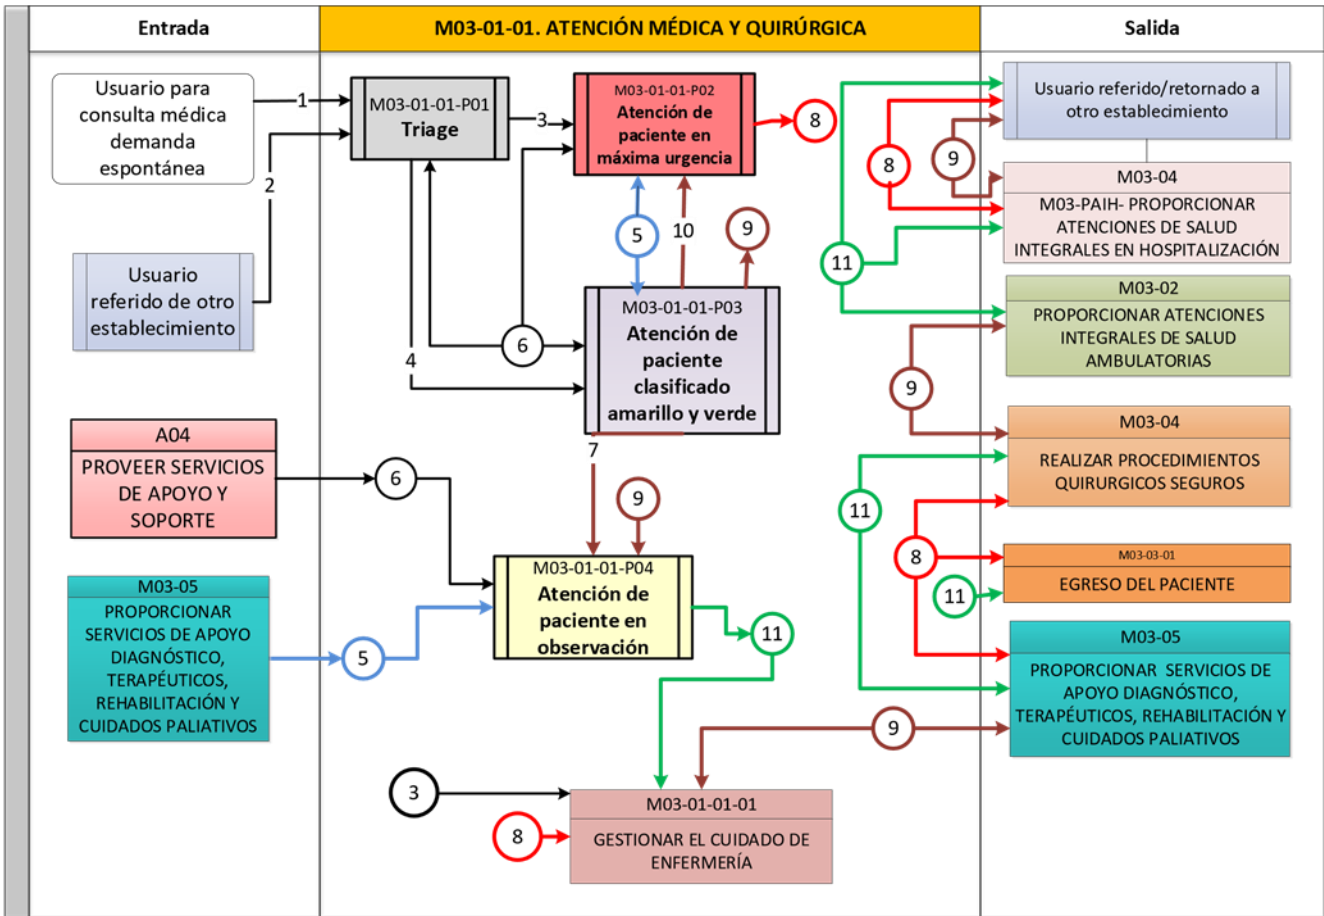 Entrada
M03-01-01. ATENCIÓN MÉDICA Y QUIRÚRGICA
Salida
Usuario para
consulta médica
demanda
espontánea
1
2
Usuario
referido de otro
establecimiento
A04
PROVEER SERVICIOS
DE APOYO Y
SOPORTE
6
M03-05
PROPORCIONAR
SERVICIOS DE APOYO
DIAGNÓSTICO,
TERAPÉUTICOS,
REHABILITACIÓN Y
CUIDADOS PALIATIVOS
5
M03-01-01-P01
Triage
3
4
M03-01-01-P02
Atención de
paciente en
máxima urgencia
8
5
10
9
6
M03-01-01-P03
Atención de
paciente
clasificado
amarillo y verde
7
9
M03-01-01-P04
Atención de
paciente en
observación
11
3
8
M03-01-01-01
GESTIONAR EL CUIDADO DE
ENFERMERÍA
9
Usuario referido/retornado a
otro establecimiento
9
8
11
M03-04
M03-PAIH- PROPORCIONAR
ATENCIONES DE SALUD
INTEGRALES EN HOSPITALIZACIÓN
M03-02
PROPORCIONAR ATENCIONES
INTEGRALES DE SALUD
AMBULATORIAS
9
M03-04
REALIZAR PROCEDIMIENTOS
QUIRURGICOS SEGUROS
11
8
M03-03-01
EGRESO DEL PACIENTE
11
M03-05
PROPORCIONAR SERVICIOS DE
APOYO DIAGNÓSTICO,
TERAPÉUTICOS, REHABILITACIÓN Y
CUIDADOS PALIATIVOS